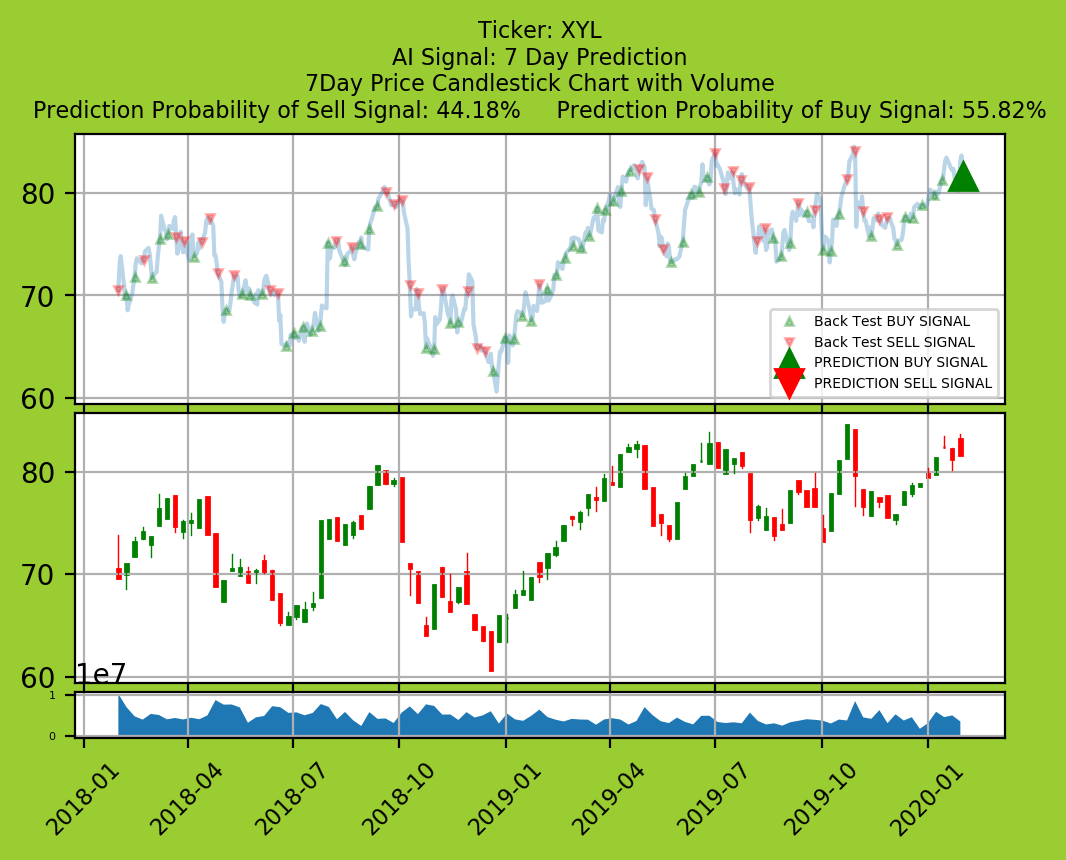 Ticker: XYL
AI Signal: 7 Day Prediction
7Day Price Candlestick Chart with Volume
Prediction Probability of Sell Signal: 44.18%     Prediction Probability of Buy Signal: 55.82%
80
70
60
Back Test BUY SIGNAL
Back Test SELL SIGNAL
PREDICTION BUY SIGNAL
PREDICTION SELL SIGNAL
80
70
60
1e7
1
0
2018-01 2018-04 2018-07 2018-10 2019-01 2019-04 2019-07 2019-10 2020-01